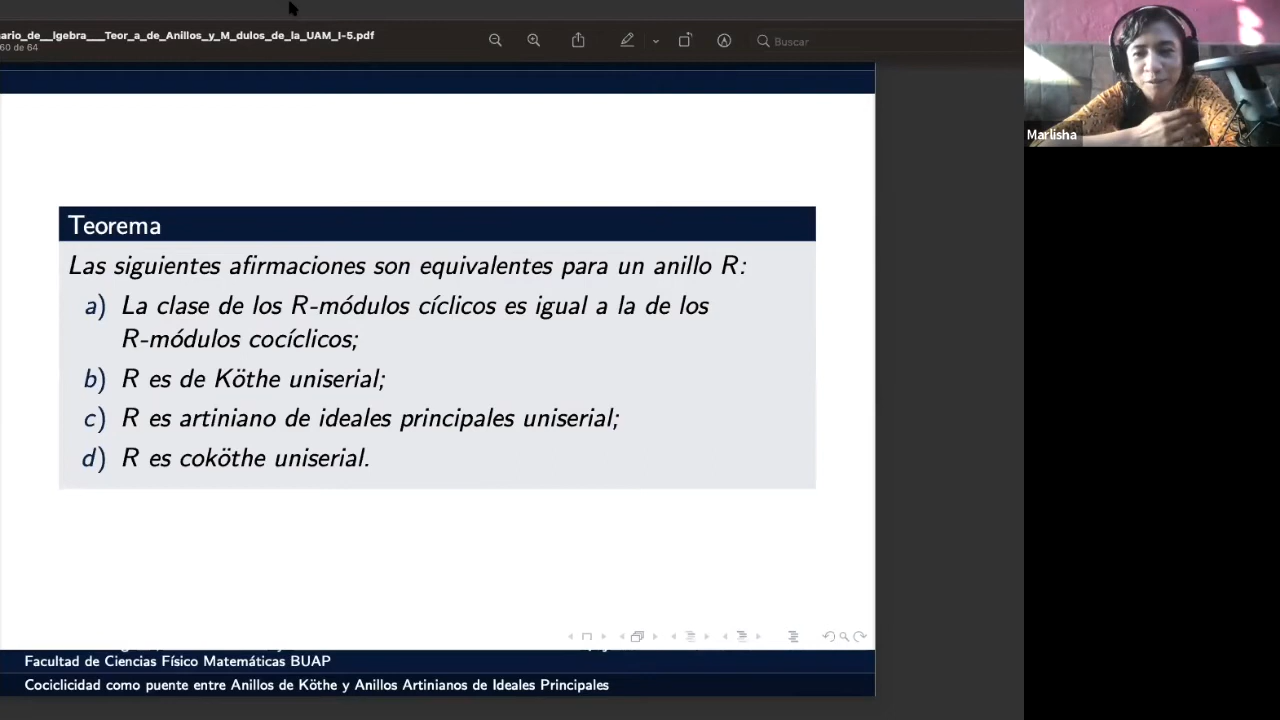 ario_de__lgebra___Teor_a_de_Anillos_y_M_dulos_de_la_UAM_I-5.pdf
60 de 64
Buscar
Marlisha
Teorema
Las siguientes afirmaciones son equivalentes para un anillo R:
a) La clase de los R-módulos cíclicos es igual a la de los
R-módulos cocíclicos;
b) R es de Köthe uniserial;
c) R es artiniano de ideales principales uniserial;
d) R es coköthe uniserial.
Facultad de Ciencias Físico Matemáticas BUAP
Cociclicidad como puente entre Anillos de Köthe y Anillos Artinianos de Ideales Principales